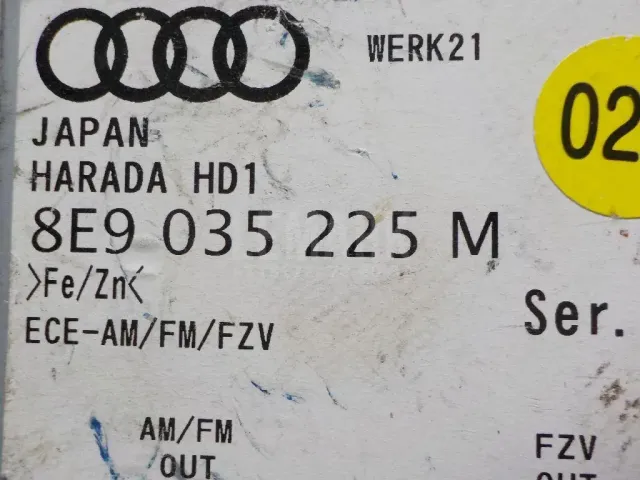 WERK21
02
JAPAN
HARADA HD1
8E9 035 225 M
>Fe/Zn<
ECE-AM/FM/FZV
Ser.
AM/FM
OUT
FZV
OUT